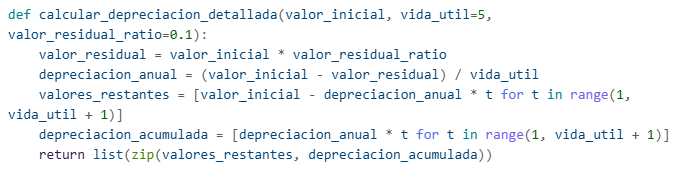 def calcular_depreciacion_detallada(valor_inicial, vida_util=5,
valor_residual_ratio=0.1):
    valor_residual = valor_inicial * valor_residual_ratio
    depreciacion_anual = (valor_inicial - valor_residual) / vida_util
    valores_restantes = [valor_inicial - depreciacion_anual * t for t in range(1,
vida_util + 1)]
    depreciacion_acumulada = [depreciacion_anual * t for t in range(1, vida_util + 1)]
    return list(zip(valores_restantes, depreciacion_acumulada))